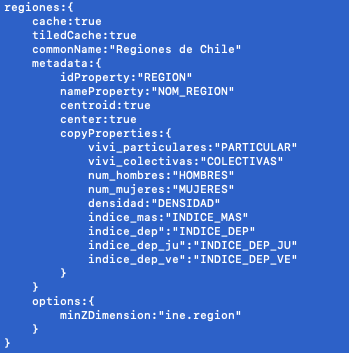 regiones:{
    cache:true
    tiledCache:true
    commonName:"Regiones de Chile"
    metadata:{
        idProperty:"REGION"
        nameProperty:"NOM_REGION"
        centroid:true
        center:true
        copyProperties:{
            vivi_particulares:"PARTICULAR"
            vivi_colectivas:"COLECTIVAS"
            num_hombres:"HOMBRES"
            num_mujeres:"MUJERES"
            densidad:"DENSIDAD"
            indice_mas:"INDICE_MAS"
            indice_dep":"INDICE_DEP"
            indice_dep_ju":"INDICE_DEP_JU"
            indice_dep_ve":"INDICE_DEP_VE"
        }
    }
    options:{
        minZDimension:"ine.region"
    }
}